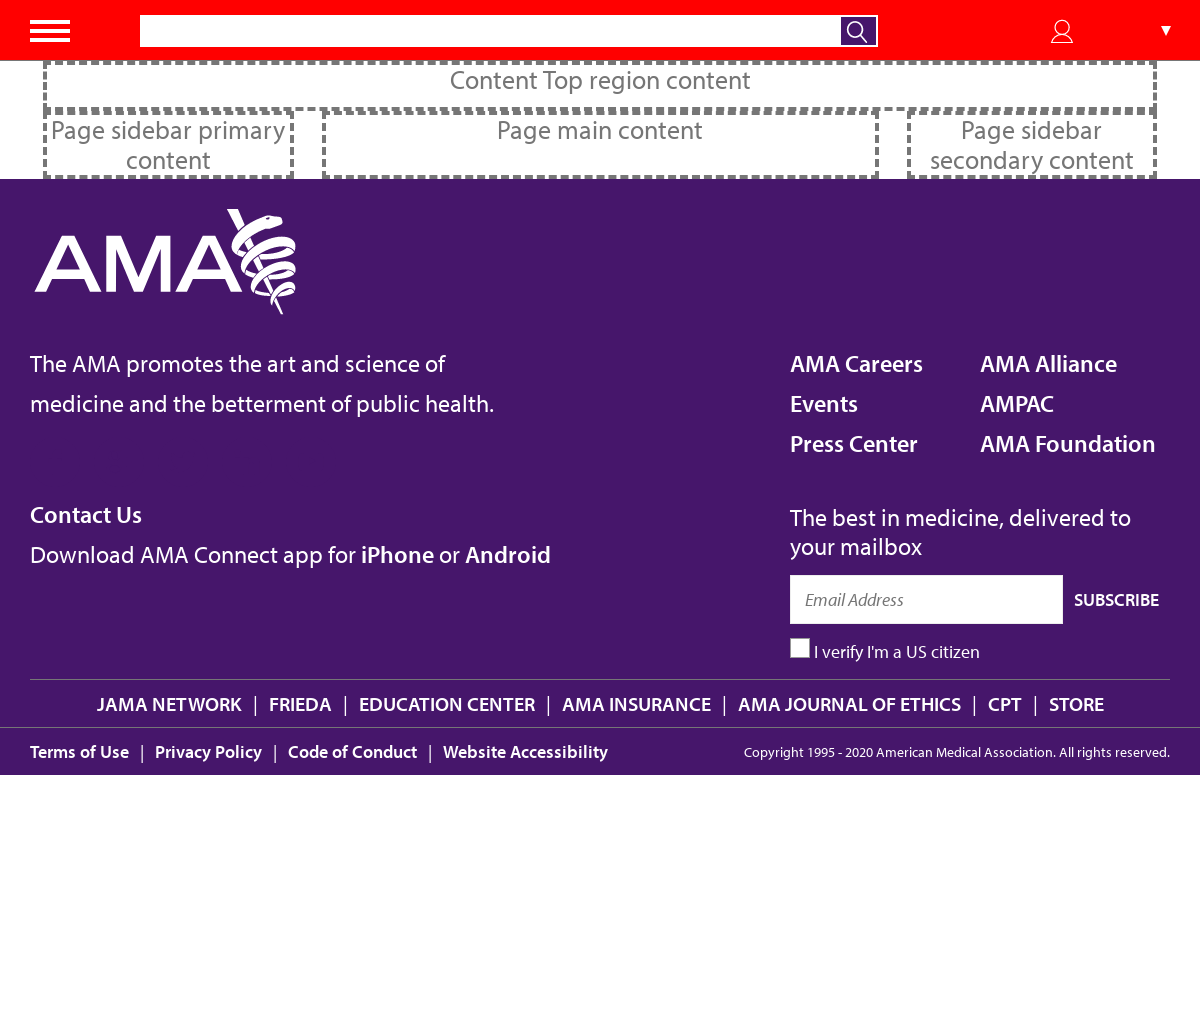 ▼
Content Top region content
Page sidebar primary content
Page main content
Page sidebar secondary content
AMA
The AMA promotes the art and science of
medicine and the betterment of public health.
AMA Careers
Events
Press Center
AMA Alliance
AMPAC
AMA Foundation
Contact Us
Download AMA Connect app for iPhone or Android
The best in medicine, delivered to
your mailbox
Email Address
SUBSCRIBE
I verify I'm a US citizen
JAMA NETWORK | FRIEDA | EDUCATION CENTER | AMA INSURANCE | AMA JOURNAL OF ETHICS | CPT | STORE
Terms of Use | Privacy Policy | Code of Conduct | Website Accessibility
Copyright 1995 - 2020 American Medical Association. All rights reserved.